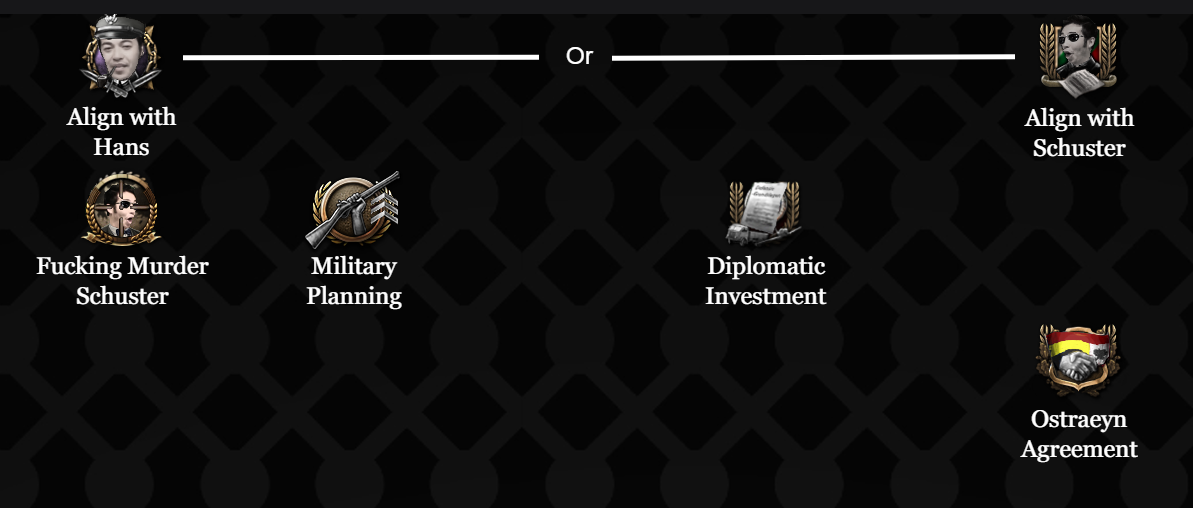 Or
Align with
Hans
Align with
Schuster
Fucking Murder
Schuster
Military
Planning
Diplomatic
Investment
Ostraeyn
Agreement